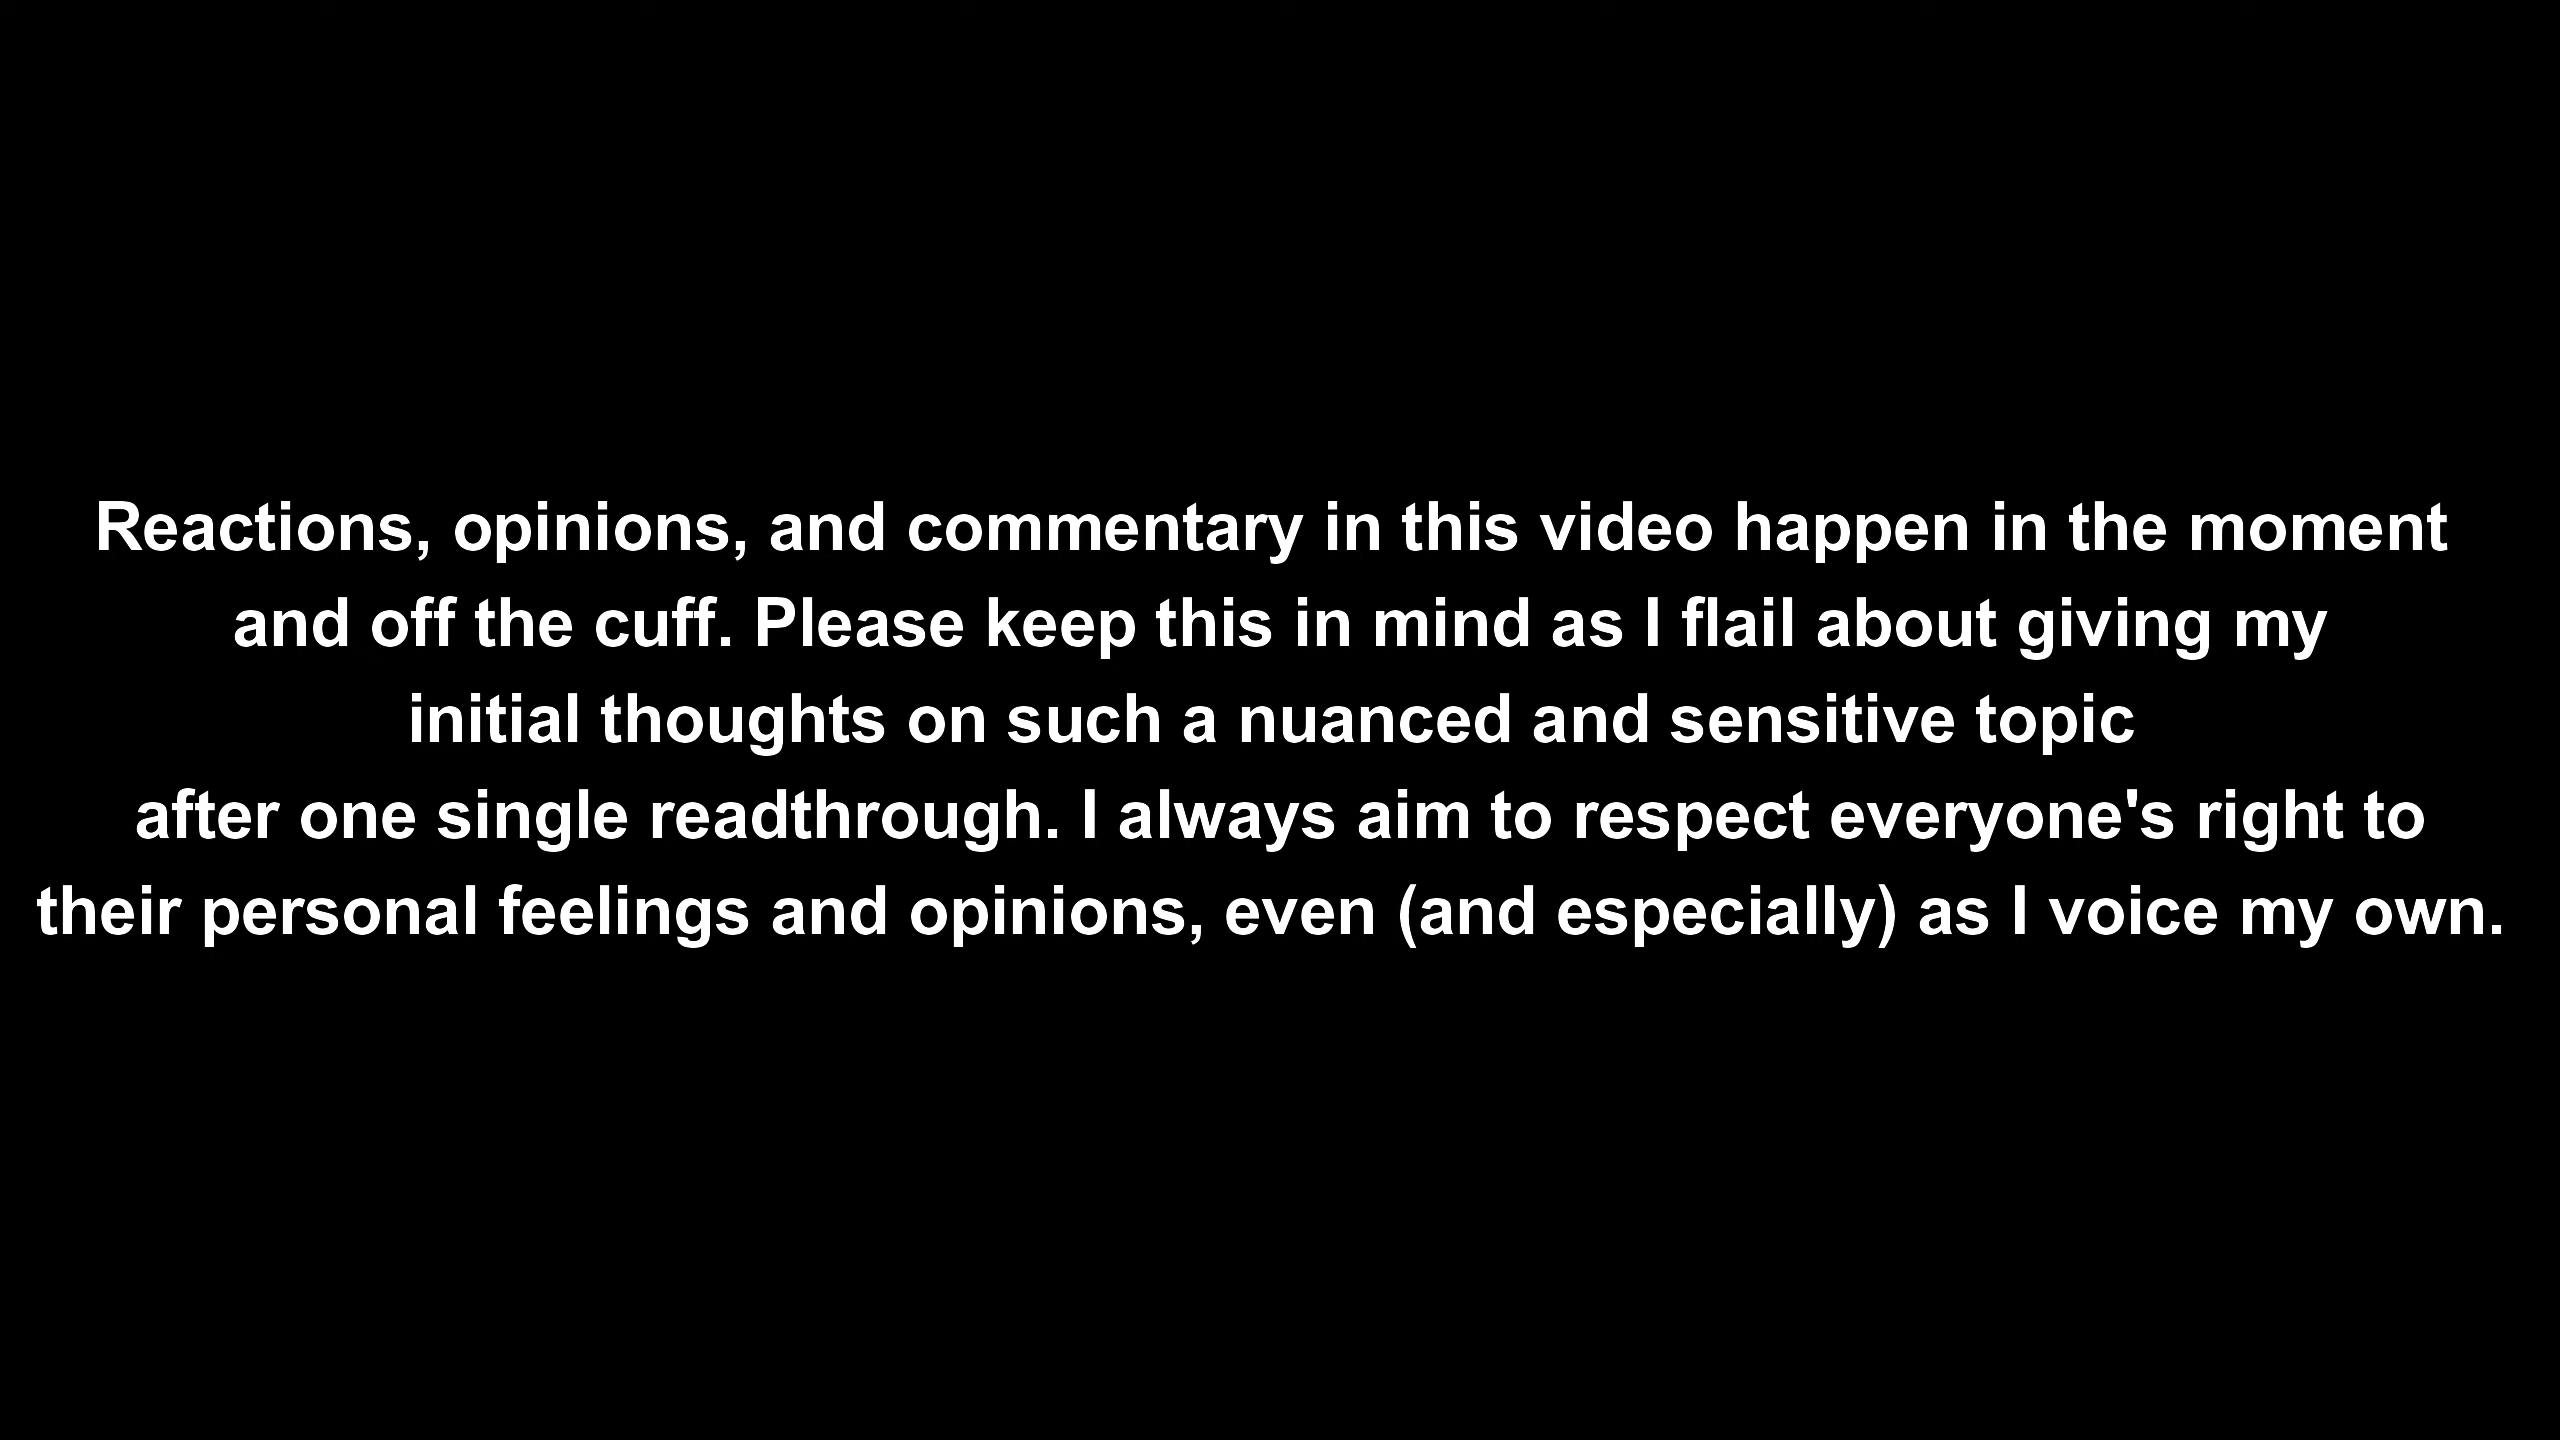 Reactions, opinions, and commentary in this video happen in the moment
and off the cuff. Please keep this in mind as I flail about giving my
initial thoughts on such a nuanced and sensitive topic
after one single readthrough. I always aim to respect everyone's right to
their personal feelings and opinions, even (and especially) as I voice my own.